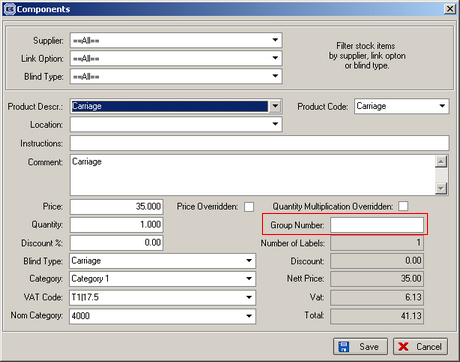 Components
Supplier: ==All==
Link Option: ==All==
Blind Type: ==All==
Filter stock items
by supplier, link opton
or blind type.
Product Descr.: Carriage Product Code: Carriage
Location:
Instructions:
Comment: Carriage
Price: 35.000 Price Overridden: Quantity Multiplication Overridden:
Quantity: 1.000 Group Number:
Discount %: 0.00 Number of Labels: 1
Blind Type: Carriage Discount: 0.00
Category: Category 1 Nett Price: 35.00
VAT Code: T1|17.5 Vat: 6.13
Nom Category: 4000 Total: 41.13
Save Cancel